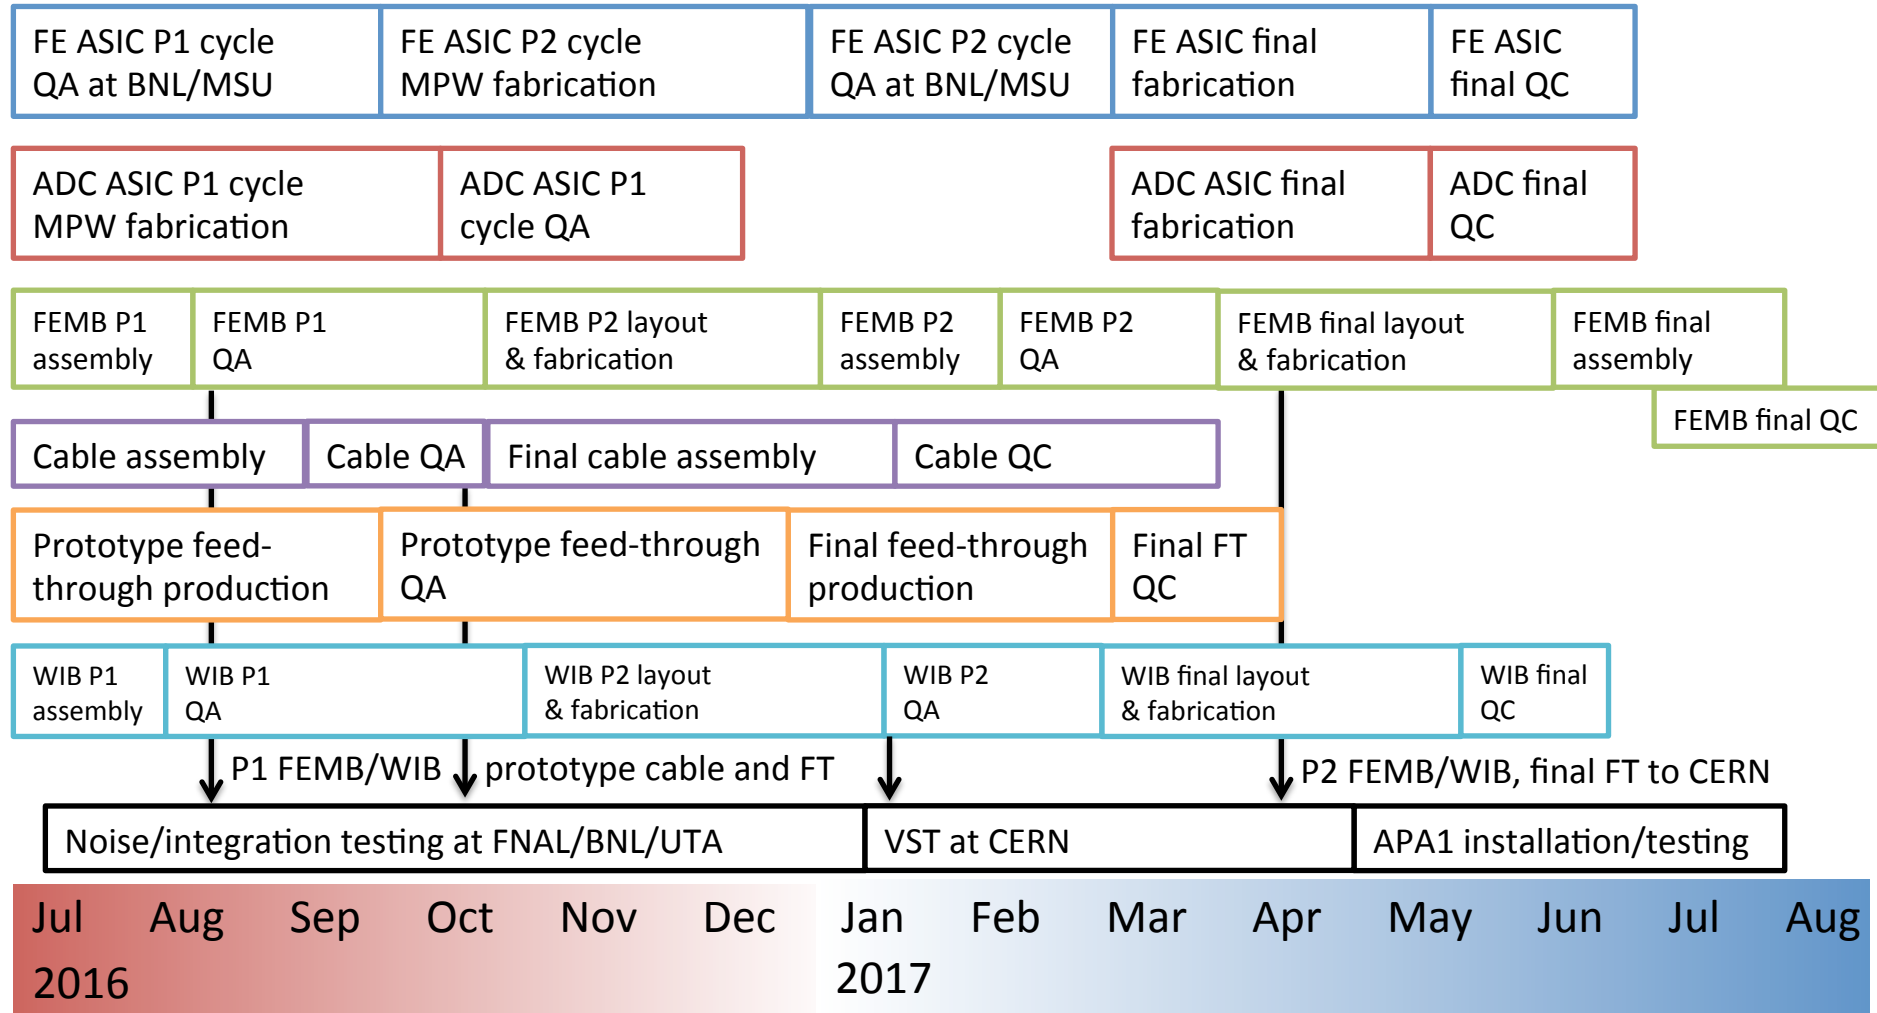 FE ASIC P1 cycle
QA at BNL/MSU
FE ASIC P2 cycle
MPW fabrication
FE ASIC P2 cycle
QA at BNL/MSU
FE ASIC final
fabrication
FE ASIC
final QC
ADC ASIC P1 cycle
MPW fabrication
ADC ASIC P1
cycle QA
ADC ASIC final
fabrication
ADC final
QC
FEMB P1
assembly
FEMB P1
QA
FEMB P2 layout
& fabrication
FEMB P2
assembly
FEMB P2
QA
FEMB final layout
& fabrication
FEMB final
assembly
FEMB final QC
Cable assembly
Cable QA
Final cable assembly
Cable QC
Prototype feed-
through production
Prototype feed-through
QA
Final feed-through
production
Final FT
QC
WIB P1
assembly
WIB P1
QA
WIB P2 layout
& fabrication
WIB P2
QA
WIB final layout
& fabrication
WIB final
QC
P1 FEMB/WIB
prototype cable and FT
P2 FEMB/WIB, final FT to CERN
Noise/integration testing at FNAL/BNL/UTA
VST at CERN
APA1 installation/testing
Jul Aug Sep Oct Nov Dec Jan Feb Mar Apr May Jun Jul Aug
2016 2017